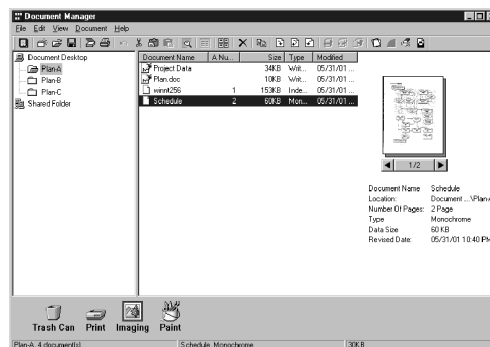 Document Manager
File Edit View Document Help
Document Desktop
Plan-A
Plan-B
Plan-C
Shared Folder
Document Name A Nu... Size Type Modified
Project Data 34KB Writ... 05/31/01 ...
Plan.doc 10KB Writ... 05/31/01 ...
winnt256 1 153KB Inde... 05/31/01 ...
Schedule 2 60KB Mon... 05/31/01 ...
1/2
Document Name Schedule
Location: Document ...\Plan-A
Number Of Pages: 2 Page
Type Monochrome
Data Size 60 KB
Revised Date: 05/31/01 10:40 PM
Trash Can Print Imaging Paint
Plan-A, 4 document(s) Schedule, Monochrome 30KB